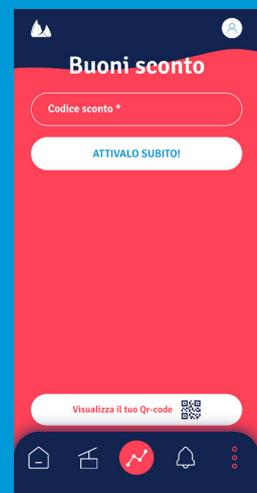 Buoni sconto
Codice sconto *
ATTIVALO SUBITO!
Visualizza il tuo Qr-code